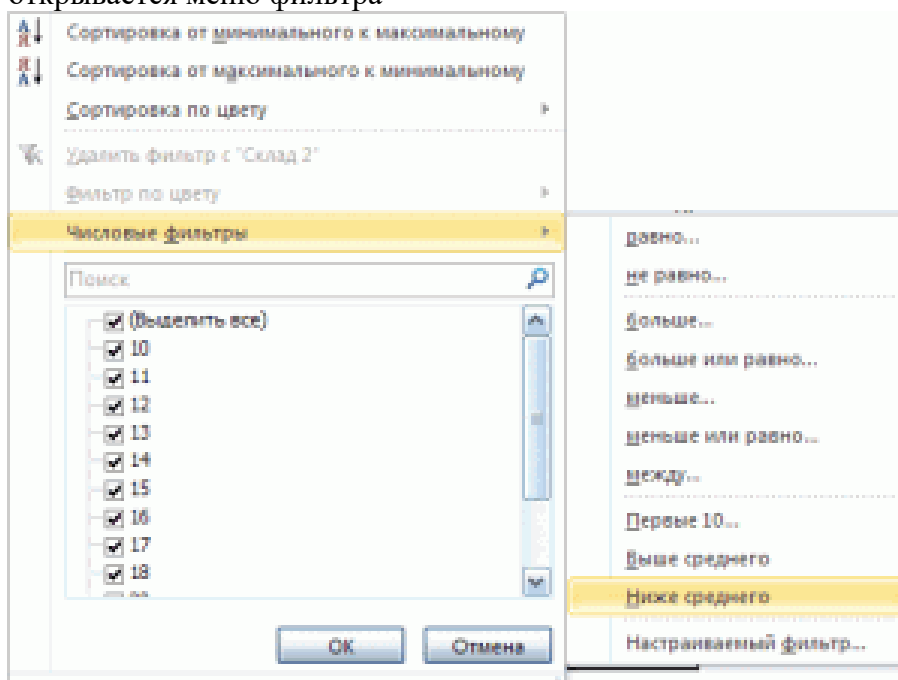 открывается меню фильтра
Сортировка от минимального к максимальному
Сортировка от максимального к минимальному
Сортировка по цвету
Удалить фильтр с "Склад 2"
Фильтр по цвету
Числовые фильтры
Поиск
(Выделить все)
10
11
12
13
14
15
16
17
18
ОК
Отмена
равно...
не равно...
больше...
больше или равно...
меньше...
меньше или равно...
между...
Первые 10...
Выше среднего
Ниже среднего
Настраиваемый фильтр...